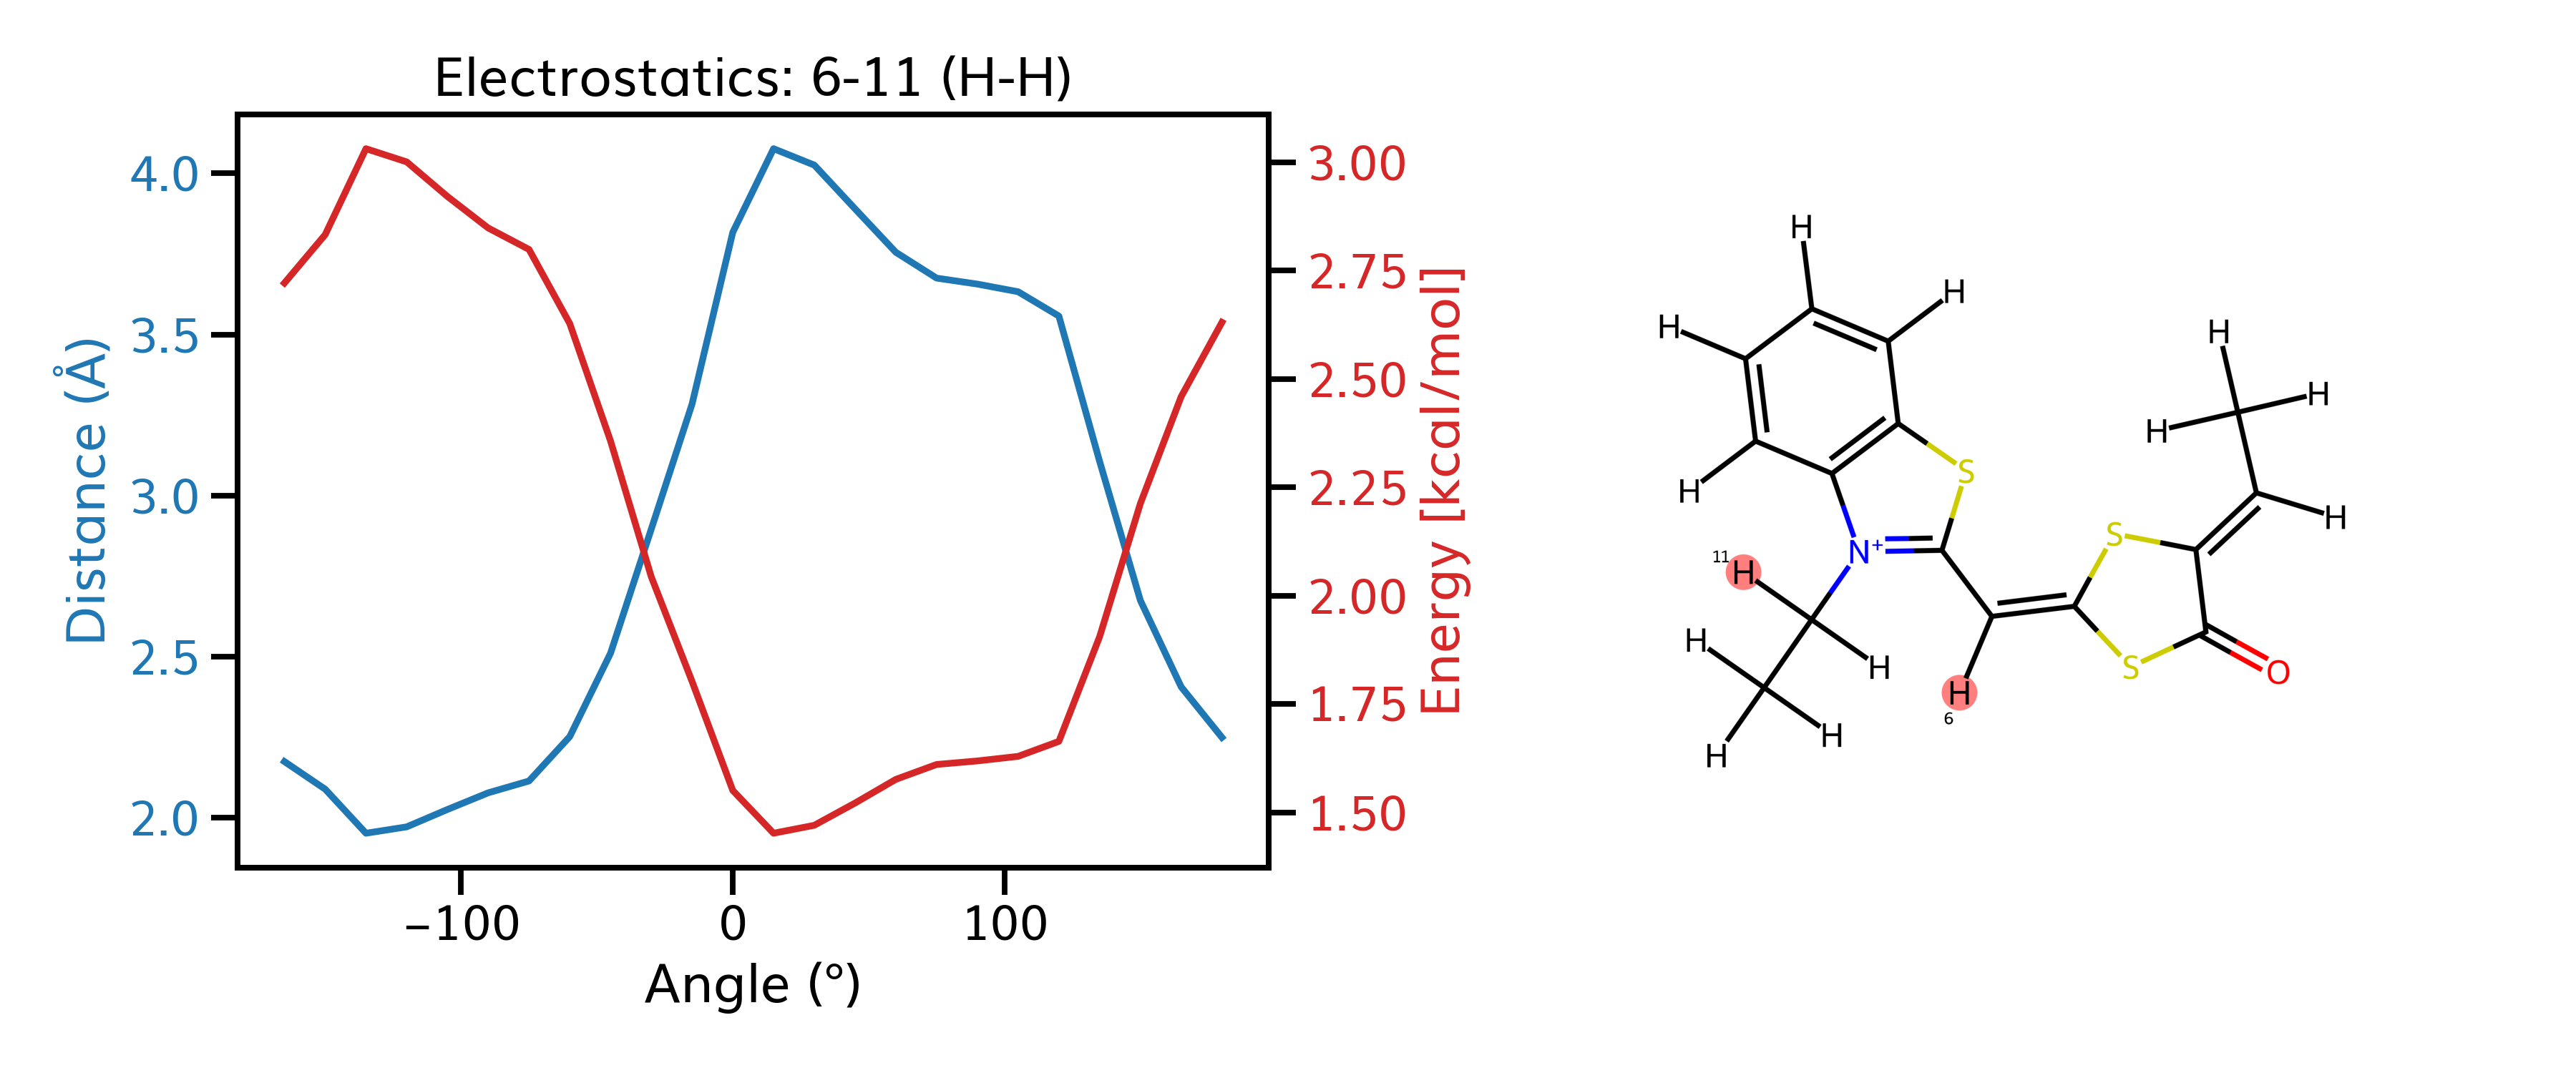 Electrostatics: 6-11 (H-H)
Distance (Å)
4.0
3.5
3.0
2.5
2.0
3.00
2.75
2.50
2.25
2.00
1.75
1.50
Energy [kcal/mol]
−100 0 100
Angle (°)
H
H
H
H
H
H
H
S
H
S
N+
11
H
H
H
H
6
H
H
S
O